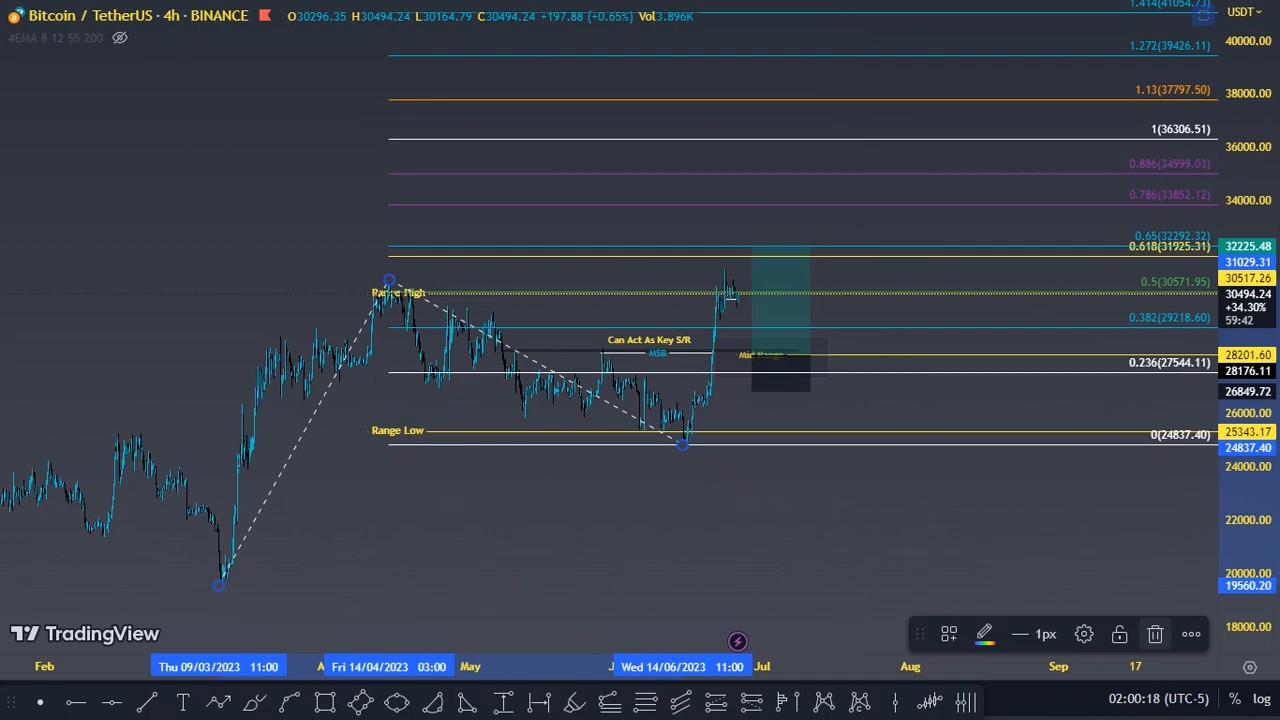 Bitcoin / TetherUS · 4h · BINANCE O30296.35 H30494.24 L30164.79 C30494.24 +197.88 (+0.65%) Vol3.896K
USDT
4EMA 8 12 55 200
1.414(41054.73)
40000.00
1.272(39426.11)
38000.00
1.13(37797.50)
1(36306.51)
36000.00
0.886(34999.03)
0.786(33852.12)
34000.00
0.65(32292.32)
0.618(31925.31)
32225.48
31029.31
30517.26
0.5(30571.95)
Range High
30494.24
+34.30%
59:42
0.382(29218.60)
Can Act As Key S/R
MSB
Mid Range
28201.60
0.236(27544.11)
28176.11
26849.72
26000.00
Range Low
25343.17
0(24837.40)
24837.40
24000.00
22000.00
20000.00
19560.20
18000.00
TradingView
1px
Feb
Thu 09/03/2023 11:00
A
Fri 14/04/2023 03:00
May
Wed 14/06/2023 11:00
Jul
Aug
Sep
17
02:00:18 (UTC-5)
%
log